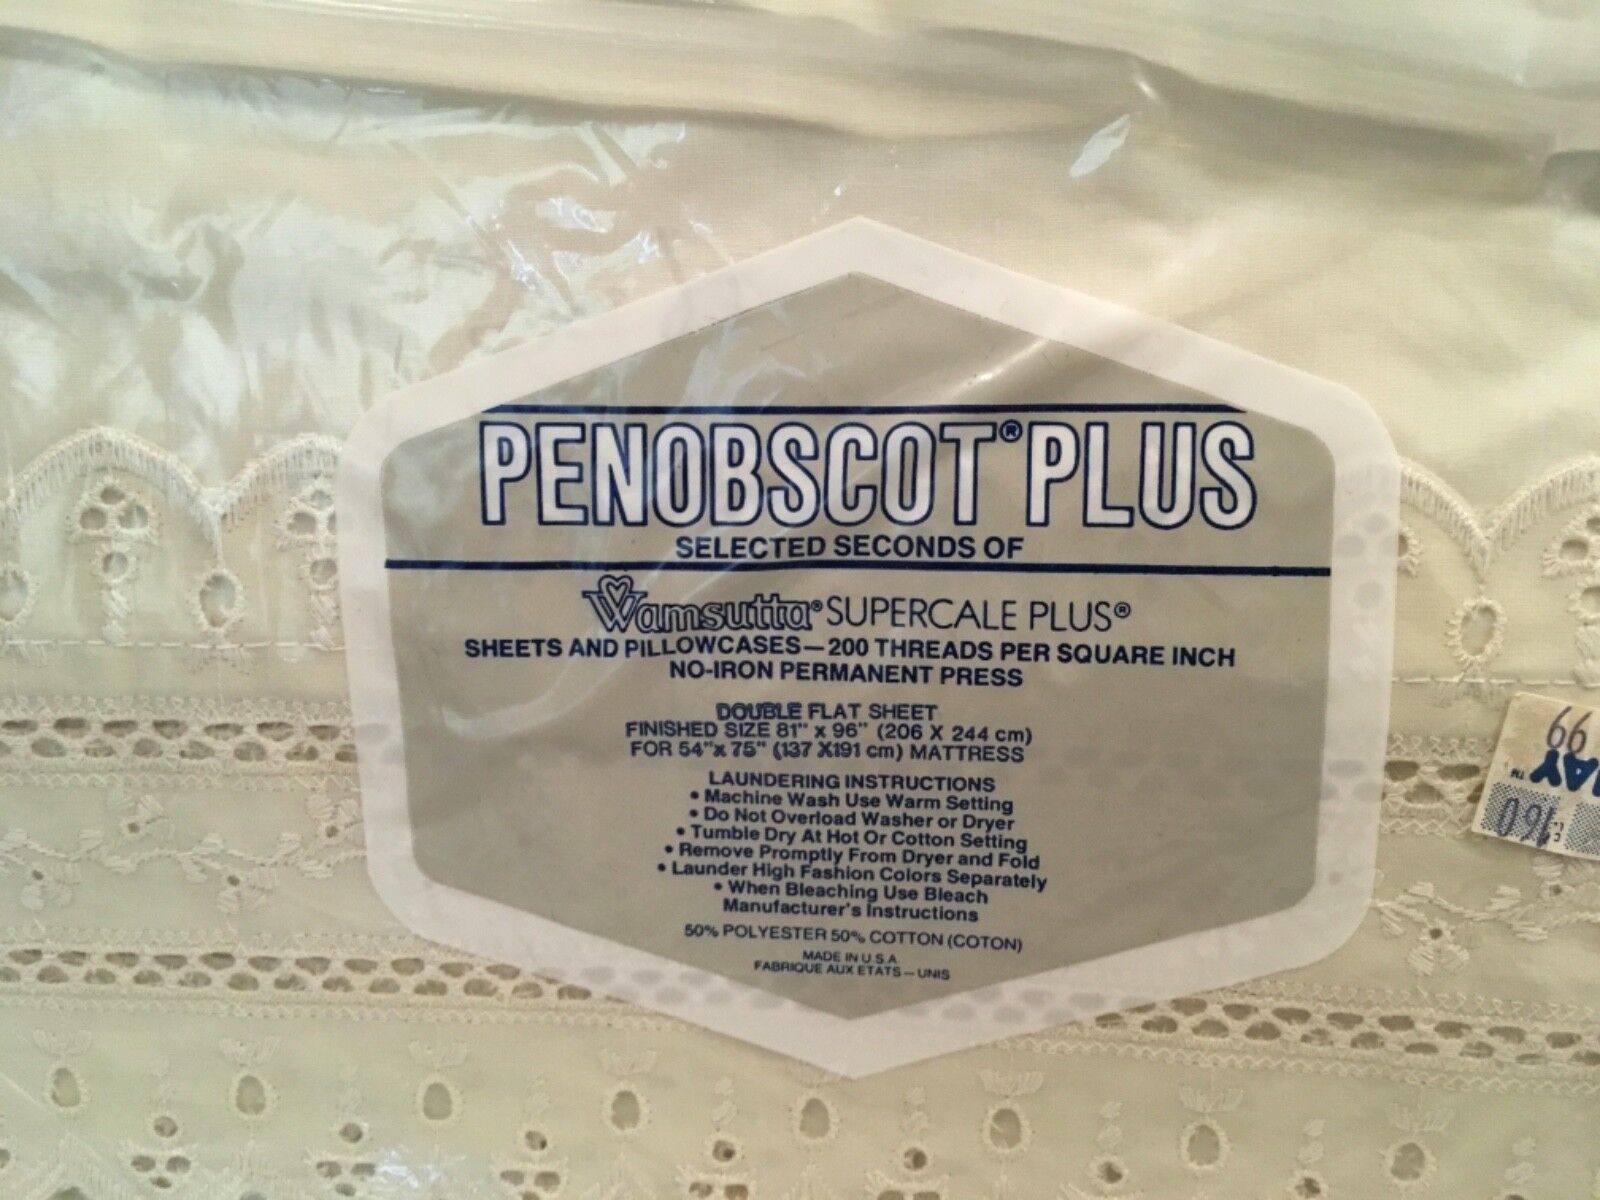 PENOBSCOT® PLUS
SELECTED SECONDS OF
Wamsutta® SUPERCALE PLUS®
SHEETS AND PILLOWCASES—200 THREADS PER SQUARE INCH
NO-IRON PERMANENT PRESS
DOUBLE FLAT SHEET
FINISHED SIZE 81" x 96" (206 X 244 cm)
FOR 54" x 75" (137 X 191 cm) MATTRESS
LAUNDERING INSTRUCTIONS
• Machine Wash Use Warm Setting
• Do Not Overload Washer or Dryer
• Tumble Dry At Hot Or Cotton Setting
• Remove Promptly From Dryer and Fold
• Launder High Fashion Colors Separately
• When Bleaching Use Bleach
Manufacturer's Instructions
50% POLYESTER 50% COTTON (COTON)
MADE IN U.S.A
FABRIQUE AUX ETATS—UNIS